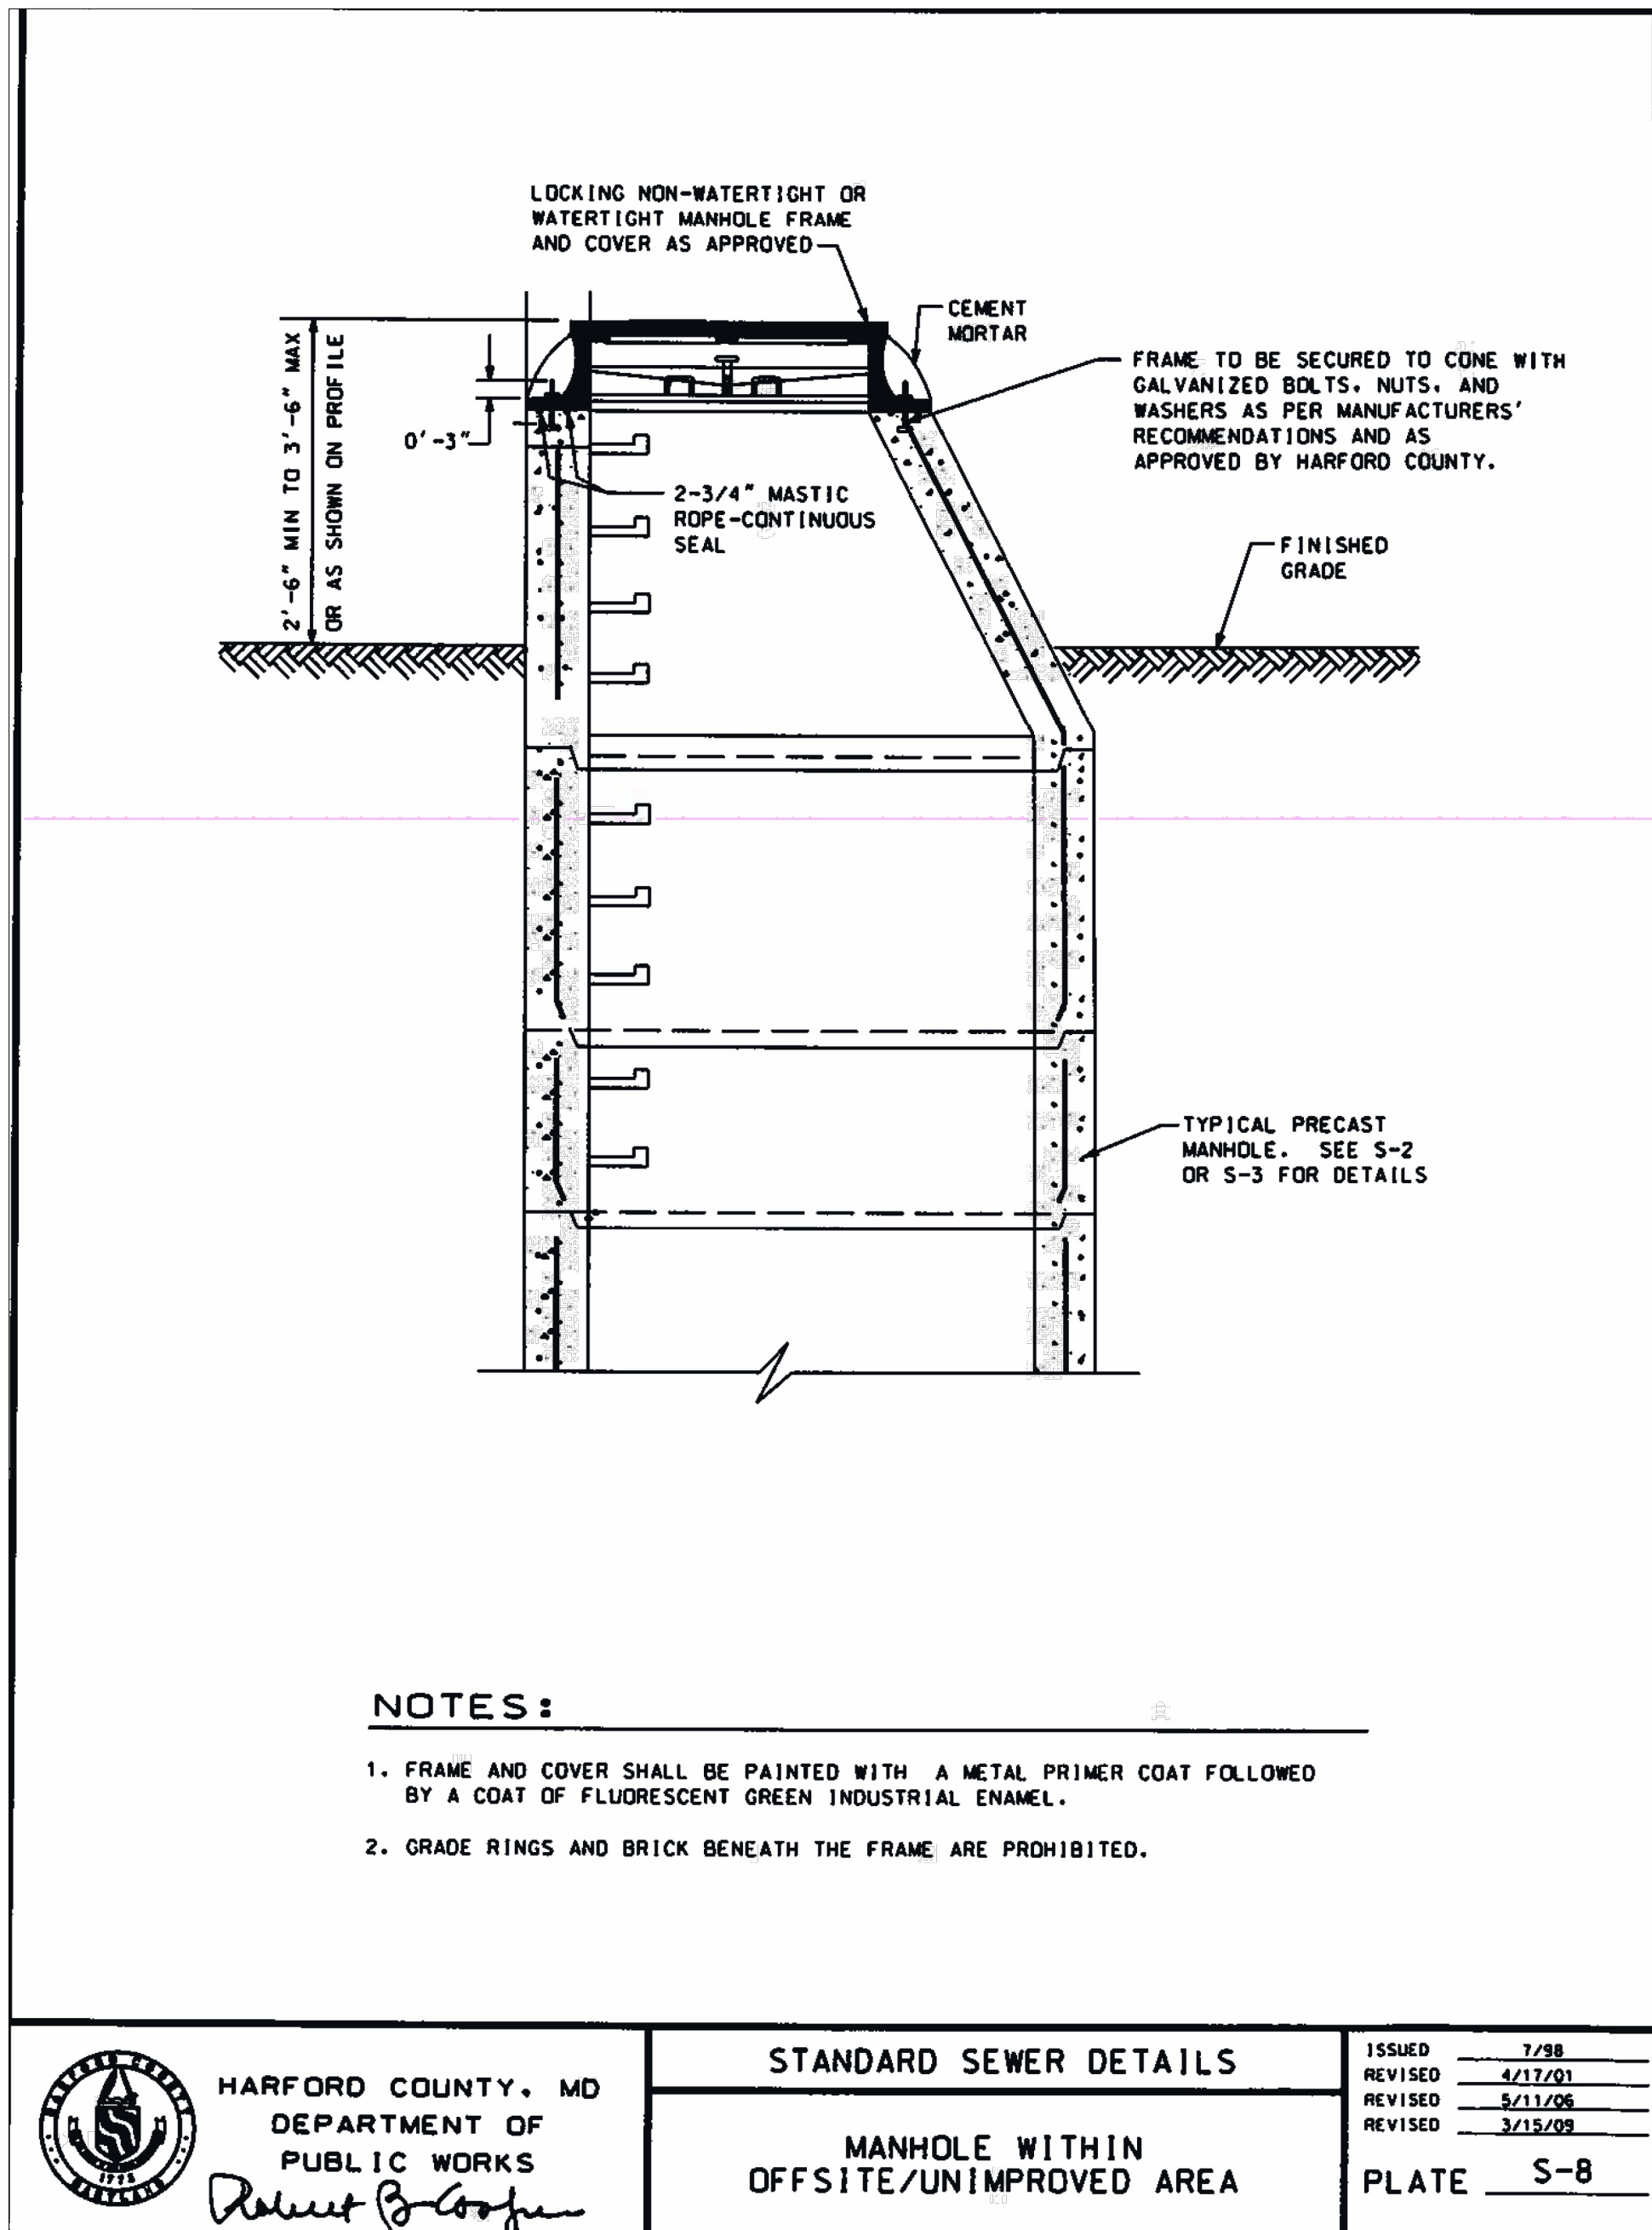 LOCKING NON-WATERTIGHT OR
WATERTIGHT MANHOLE FRAME
AND COVER AS APPROVED
CEMENT
MORTAR
FRAME TO BE SECURED TO CONE WITH
GALVANIZED BOLTS, NUTS, AND
WASHERS AS PER MANUFACTURERS'
RECOMMENDATIONS AND AS
APPROVED BY HARFORD COUNTY.
2'-6" MIN TO 3'-6" MAX
OR AS SHOWN ON PROFILE
0'-3"
2-3/4" MASTIC
ROPE-CONTINUOUS
SEAL
FINISHED
GRADE
TYPICAL PRECAST
MANHOLE. SEE S-2
OR S-3 FOR DETAILS
NOTES:
1. FRAME AND COVER SHALL BE PAINTED WITH A METAL PRIMER COAT FOLLOWED
BY A COAT OF FLUORESCENT GREEN INDUSTRIAL ENAMEL.
2. GRADE RINGS AND BRICK BENEATH THE FRAME ARE PROHIBITED.
HARFORD COUNTY
MARYLAND
HARFORD COUNTY, MD
DEPARTMENT OF
PUBLIC WORKS
Robert B Cooper
STANDARD SEWER DETAILS
MANHOLE WITHIN
OFFSITE/UNIMPROVED AREA
ISSUED 7/98
REVISED 4/17/01
REVISED 5/11/06
REVISED 3/15/09
PLATE S-8